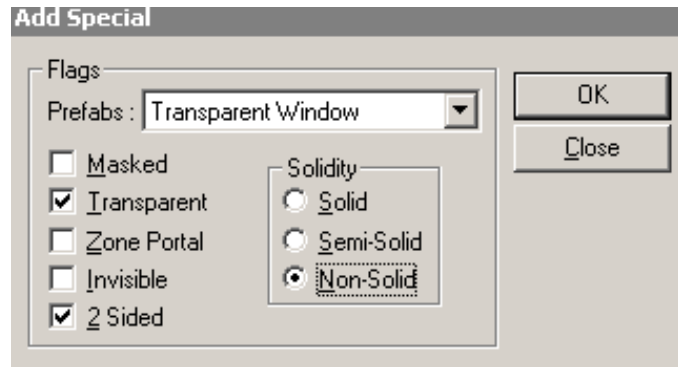 Add Special
Flags
Prefabs : Transparent Window
OK
Close
Masked
Transparent
Zone Portal
Invisible
2 Sided
Solidity
Solid
Semi-Solid
Non-Solid